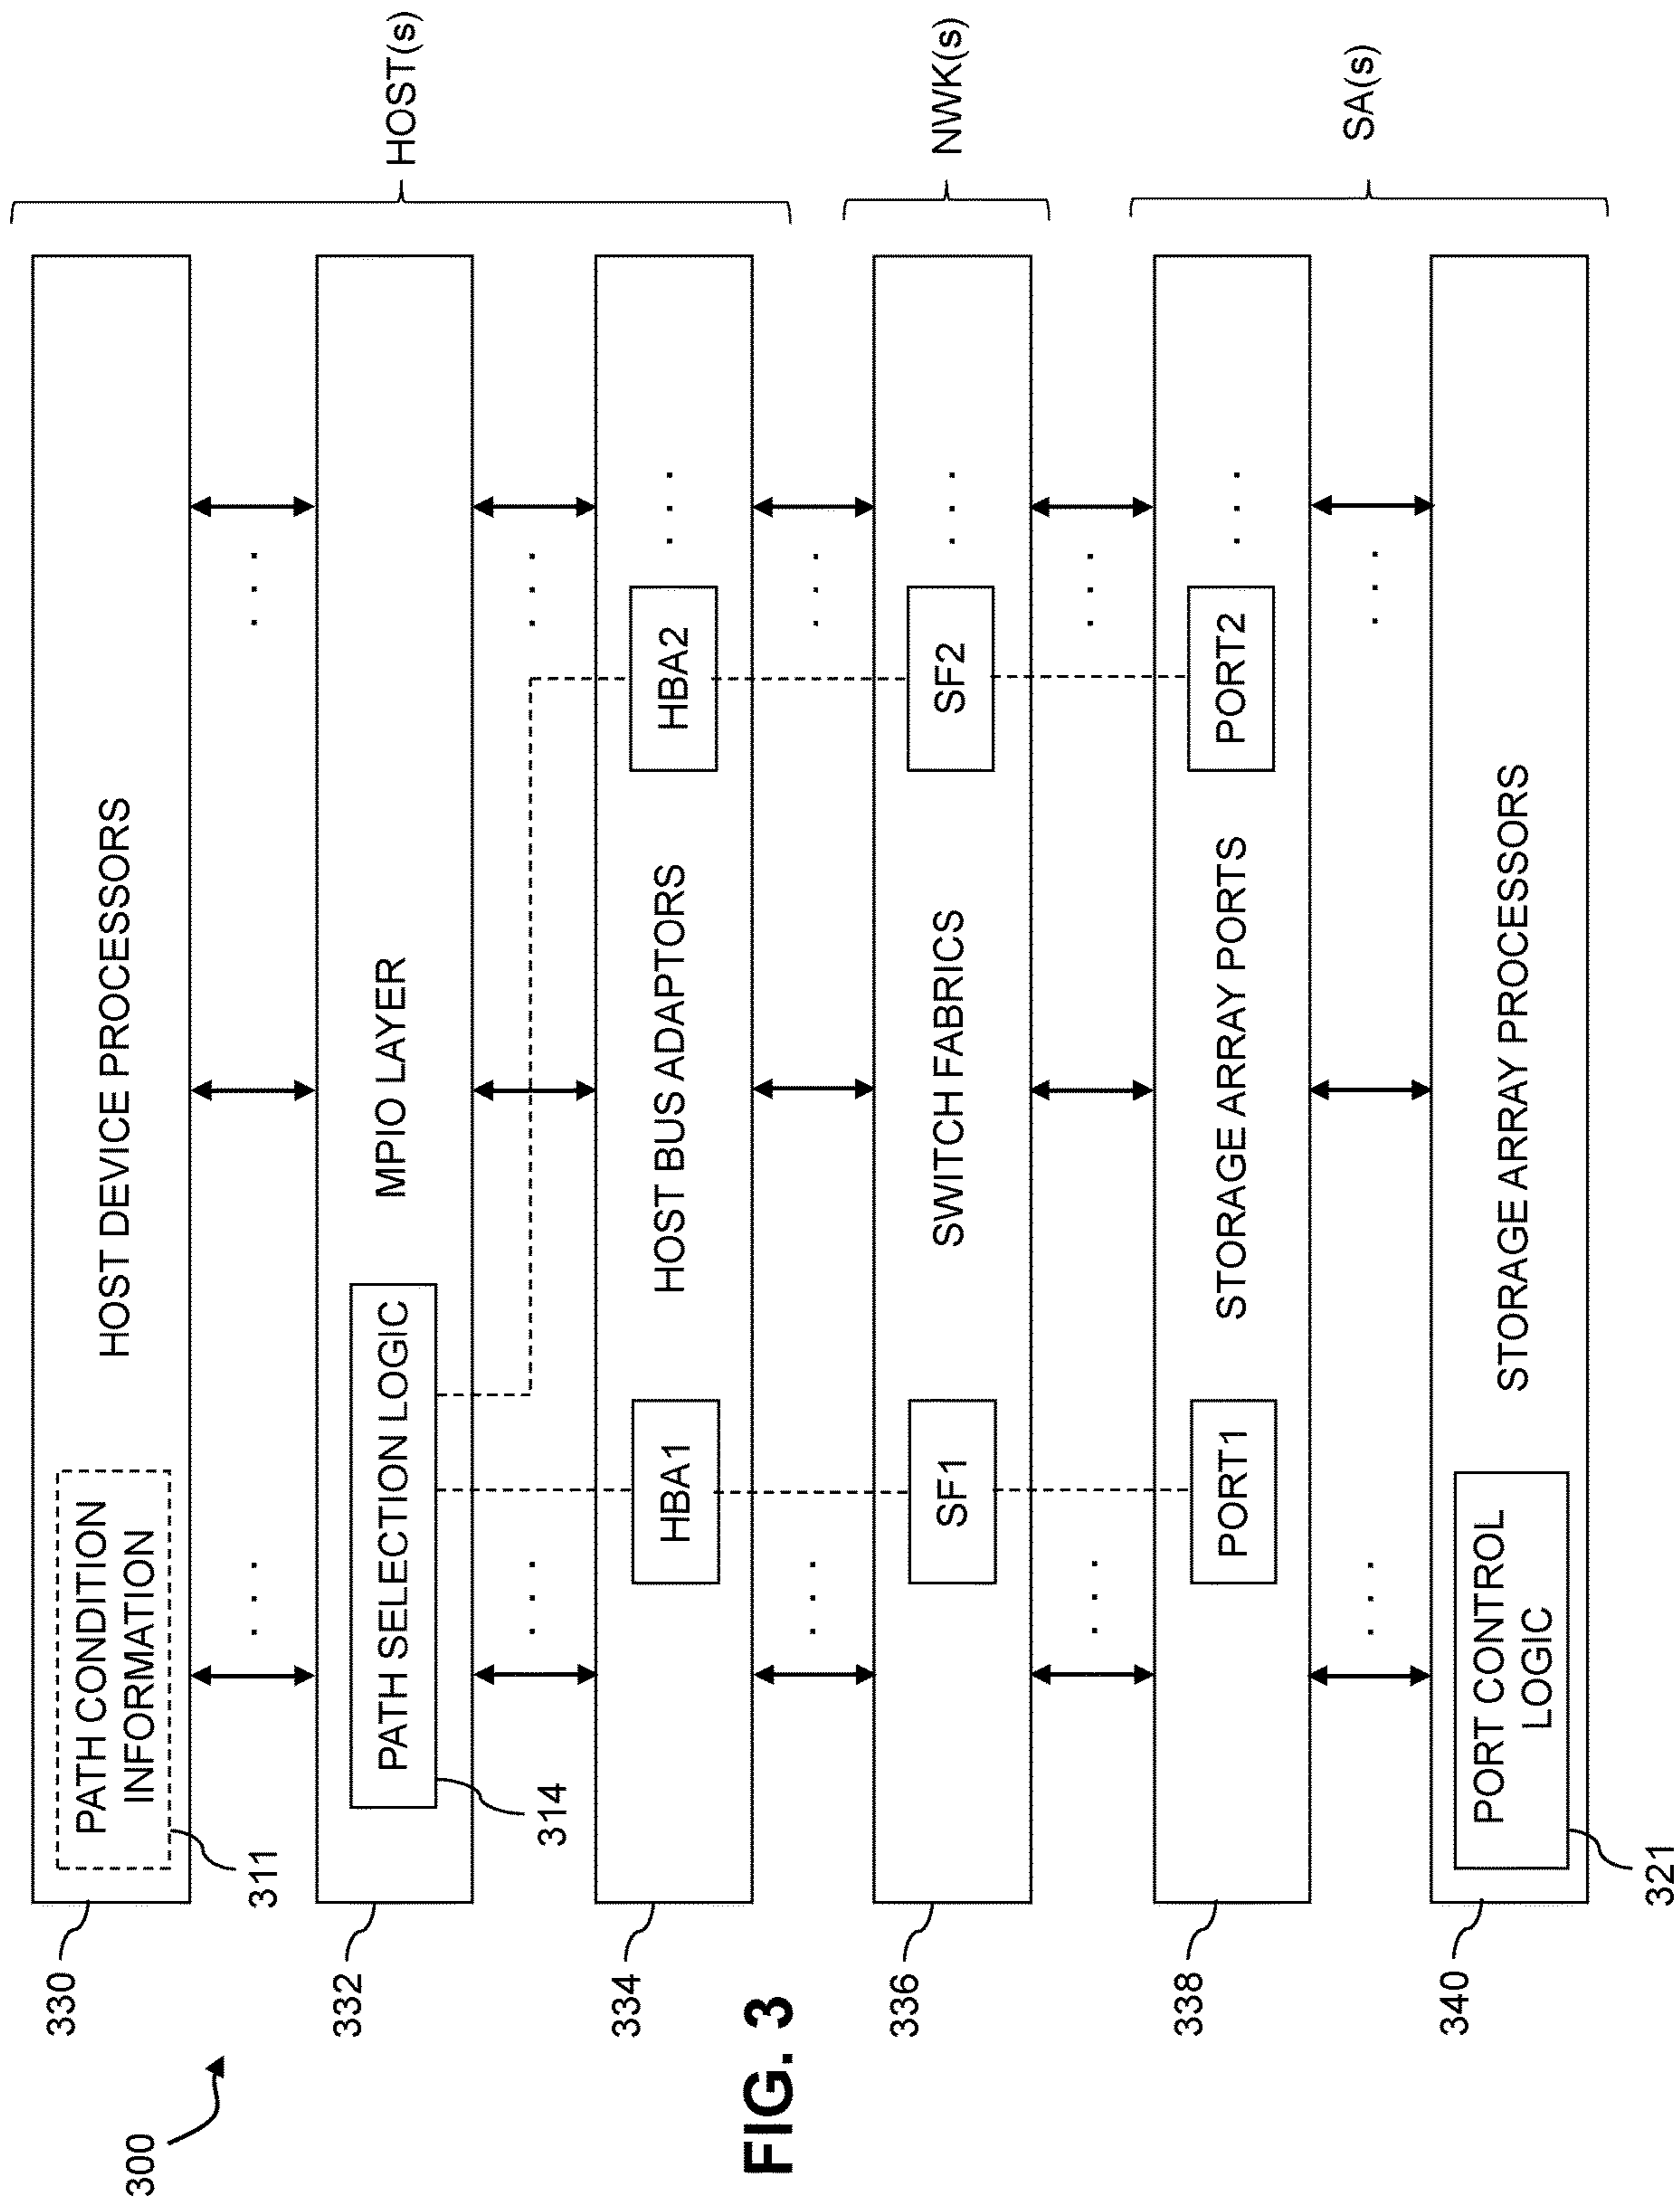 300
330
PATH CONDITION
INFORMATION
HOST DEVICE PROCESSORS
311
. . .
. . .
332
PATH SELECTION LOGIC
MPIO LAYER
314
. . .
. . .
334
HBA1
HOST BUS ADAPTORS
HBA2
. . .
. . .
. . .
HOST(s)
336
SF1
SWITCH FABRICS
SF2
. . .
. . .
. . .
NWK(s)
338
PORT1
STORAGE ARRAY PORTS
PORT2
. . .
. . .
. . .
SA(s)
340
PORT CONTROL
LOGIC
STORAGE ARRAY PROCESSORS
321
FIG. 3